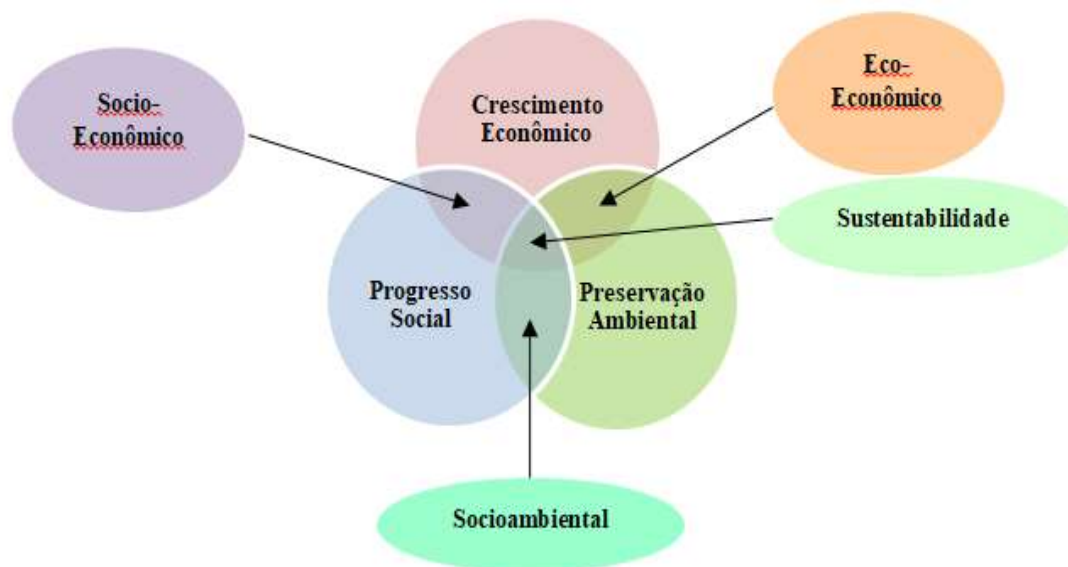 Socio-
Econômico
Crescimento
Econômico
Eco-
Econômico
Sustentabilidade
Progresso
Social
Preservação
Ambiental
Socioambiental